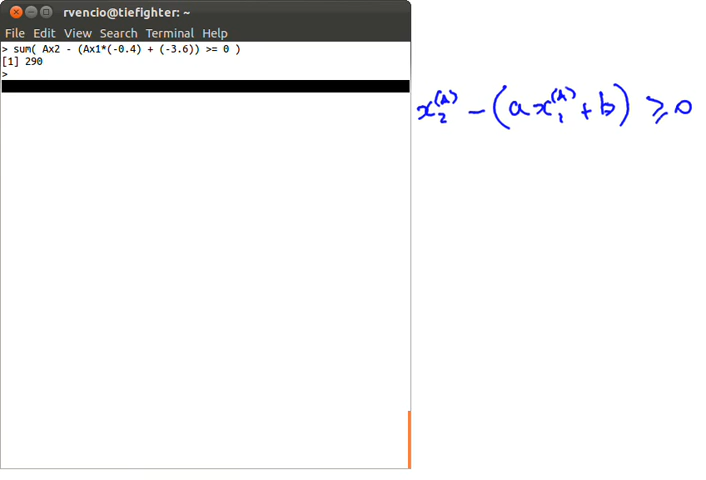 rvencio@tiefighter: ~
File Edit View Search Terminal Help
> sum( Ax2 - (Ax1*(-0.4) + (-3.6)) >= 0 )
[1] 290
>
x₂⁽ᴬ⁾ - (a x₁⁽ᴬ⁾ + b) ⩾ 0